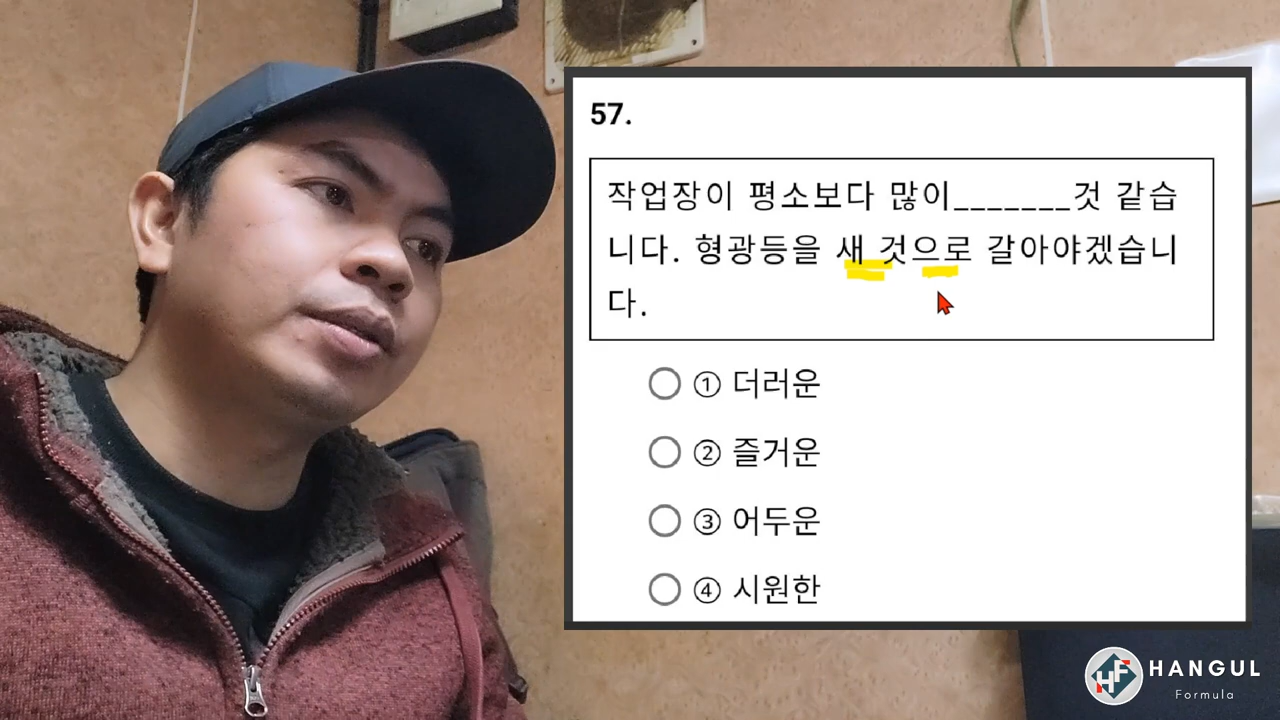 57.
작업장이 평소보다 많이_______것 같습
니다. 형광등을 새 것으로 갈아야겠습니
다.
① 더러운
② 즐거운
③ 어두운
④ 시원한
HF HANGUL
Formula